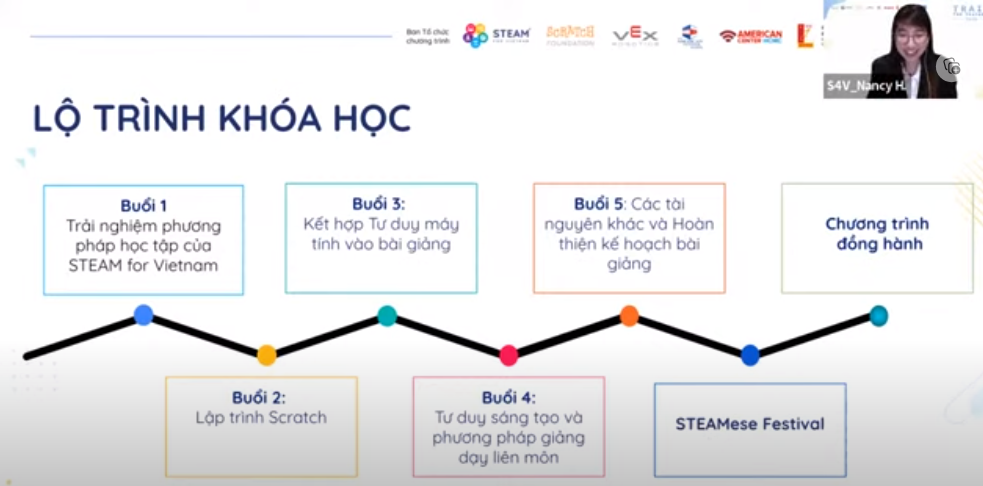 Ban Tổ chức
chương trình
STEAM
FOR VIETNAM
SCRATCH
FOUNDATION
VEX
ROBOTICS
AMERICAN
CENTER HCMC
TRAI
S4V_Nancy H.
LỘ TRÌNH KHÓA HỌC
Buổi 1
Trải nghiệm phương
pháp học tập của
STEAM for Vietnam
Buổi 3:
Kết hợp Tư duy máy
tính vào bài giảng
Buổi 5: Các tài
nguyên khác và Hoàn
thiện kế hoạch bài
giảng
Chương trình
đồng hành
Buổi 2:
Lập trình Scratch
Buổi 4:
Tư duy sáng tạo và
phương pháp giảng
dạy liên môn
STEAMese Festival